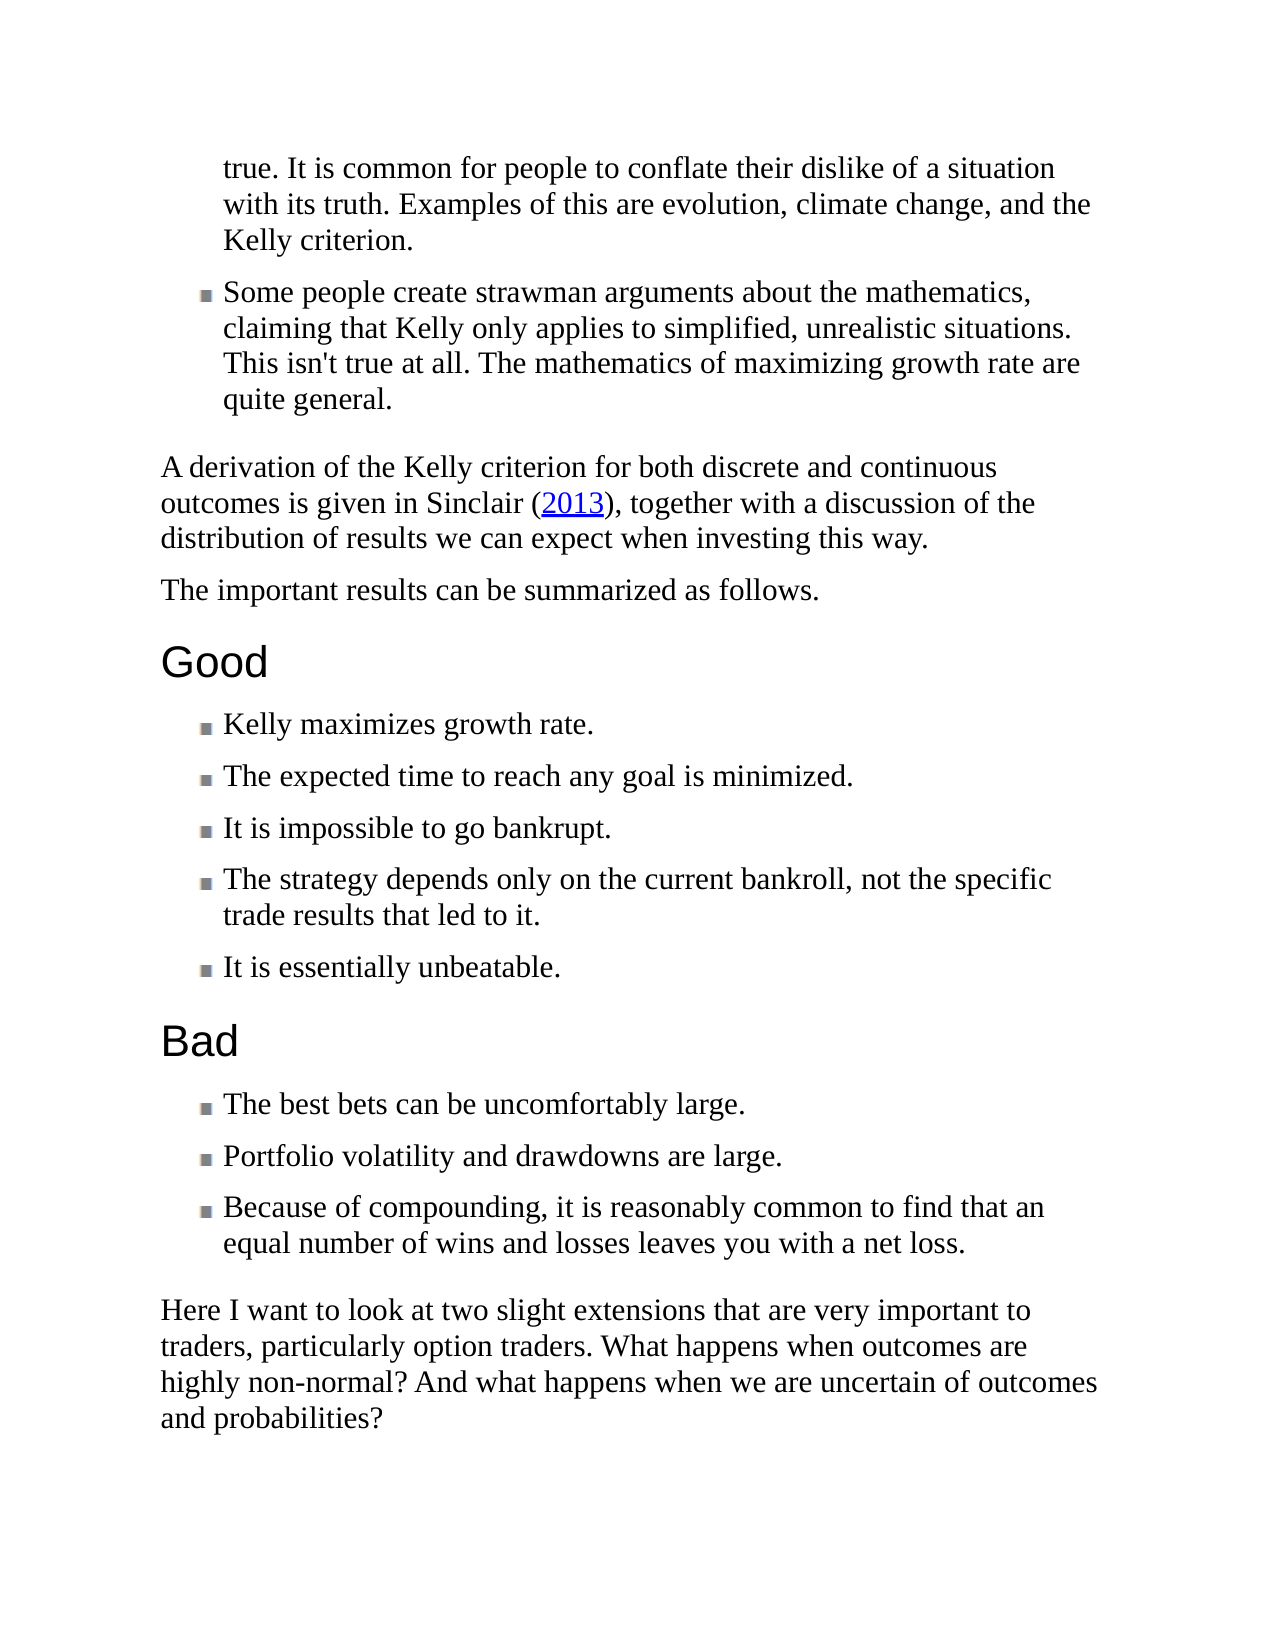 true. It is common for people to conflate their dislike of a situation
with its truth. Examples of this are evolution, climate change, and the
Kelly criterion.
Some people create strawman arguments about the mathematics,
claiming that Kelly only applies to simplified, unrealistic situations.
This isn't true at all. The mathematics of maximizing growth rate are
quite general.
A derivation of the Kelly criterion for both discrete and continuous
outcomes is given in Sinclair (2013), together with a discussion of the
distribution of results we can expect when investing this way.
The important results can be summarized as follows.
Good
Kelly maximizes growth rate.
The expected time to reach any goal is minimized.
It is impossible to go bankrupt.
The strategy depends only on the current bankroll, not the specific
trade results that led to it.
It is essentially unbeatable.
Bad
The best bets can be uncomfortably large.
Portfolio volatility and drawdowns are large.
Because of compounding, it is reasonably common to find that an
equal number of wins and losses leaves you with a net loss.
Here I want to look at two slight extensions that are very important to
traders, particularly option traders. What happens when outcomes are
highly non-normal? And what happens when we are uncertain of outcomes
and probabilities?